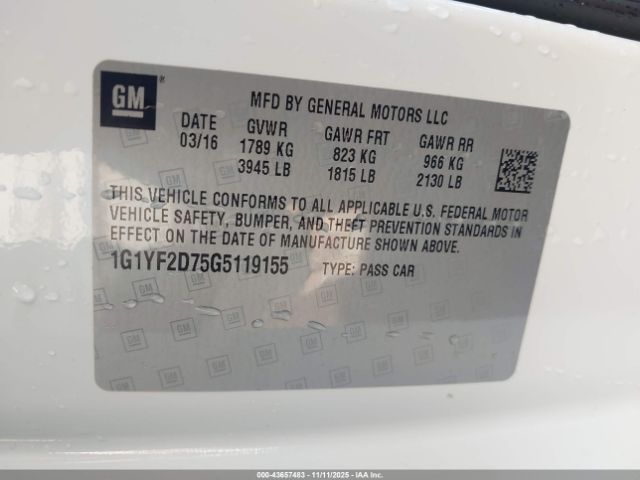 GM
MFD BY GENERAL MOTORS LLC
DATE GVWR GAWR FRT GAWR RR
03/16 1789 KG 823 KG 966 KG
3945 LB 1815 LB 2130 LB
THIS VEHICLE CONFORMS TO ALL APPLICABLE U.S. FEDERAL MOTOR
VEHICLE SAFETY, BUMPER, AND THEFT PREVENTION STANDARDS IN
EFFECT ON THE DATE OF MANUFACTURE SHOWN ABOVE.
1G1YF2D75G5119155 TYPE: PASS CAR
000-43657483 - 11/11/2025 - IAAI.com